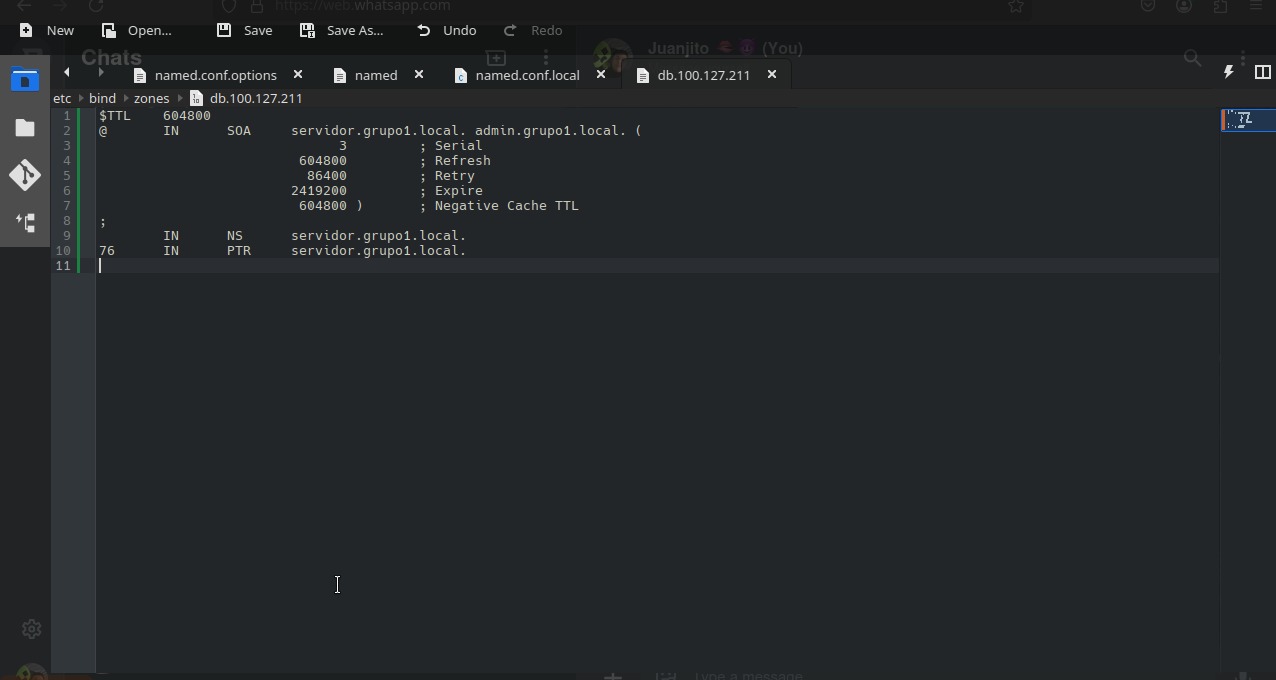 https://web.whatsapp.com
New Open... Save Save As... Undo Redo
Chats
Juanjito (You)
named.conf.options named named.conf.local db.100.127.211
etc bind zones db.100.127.211
1 $TTL 604800
2 @ IN SOA servidor.grupo1.local. admin.grupo1.local. (
3 3 ; Serial
4 604800 ; Refresh
5 86400 ; Retry
6 2419200 ; Expire
7 604800 ) ; Negative Cache TTL
8 ;
9 IN NS servidor.grupo1.local.
10 76 IN PTR servidor.grupo1.local.
11
Type a message